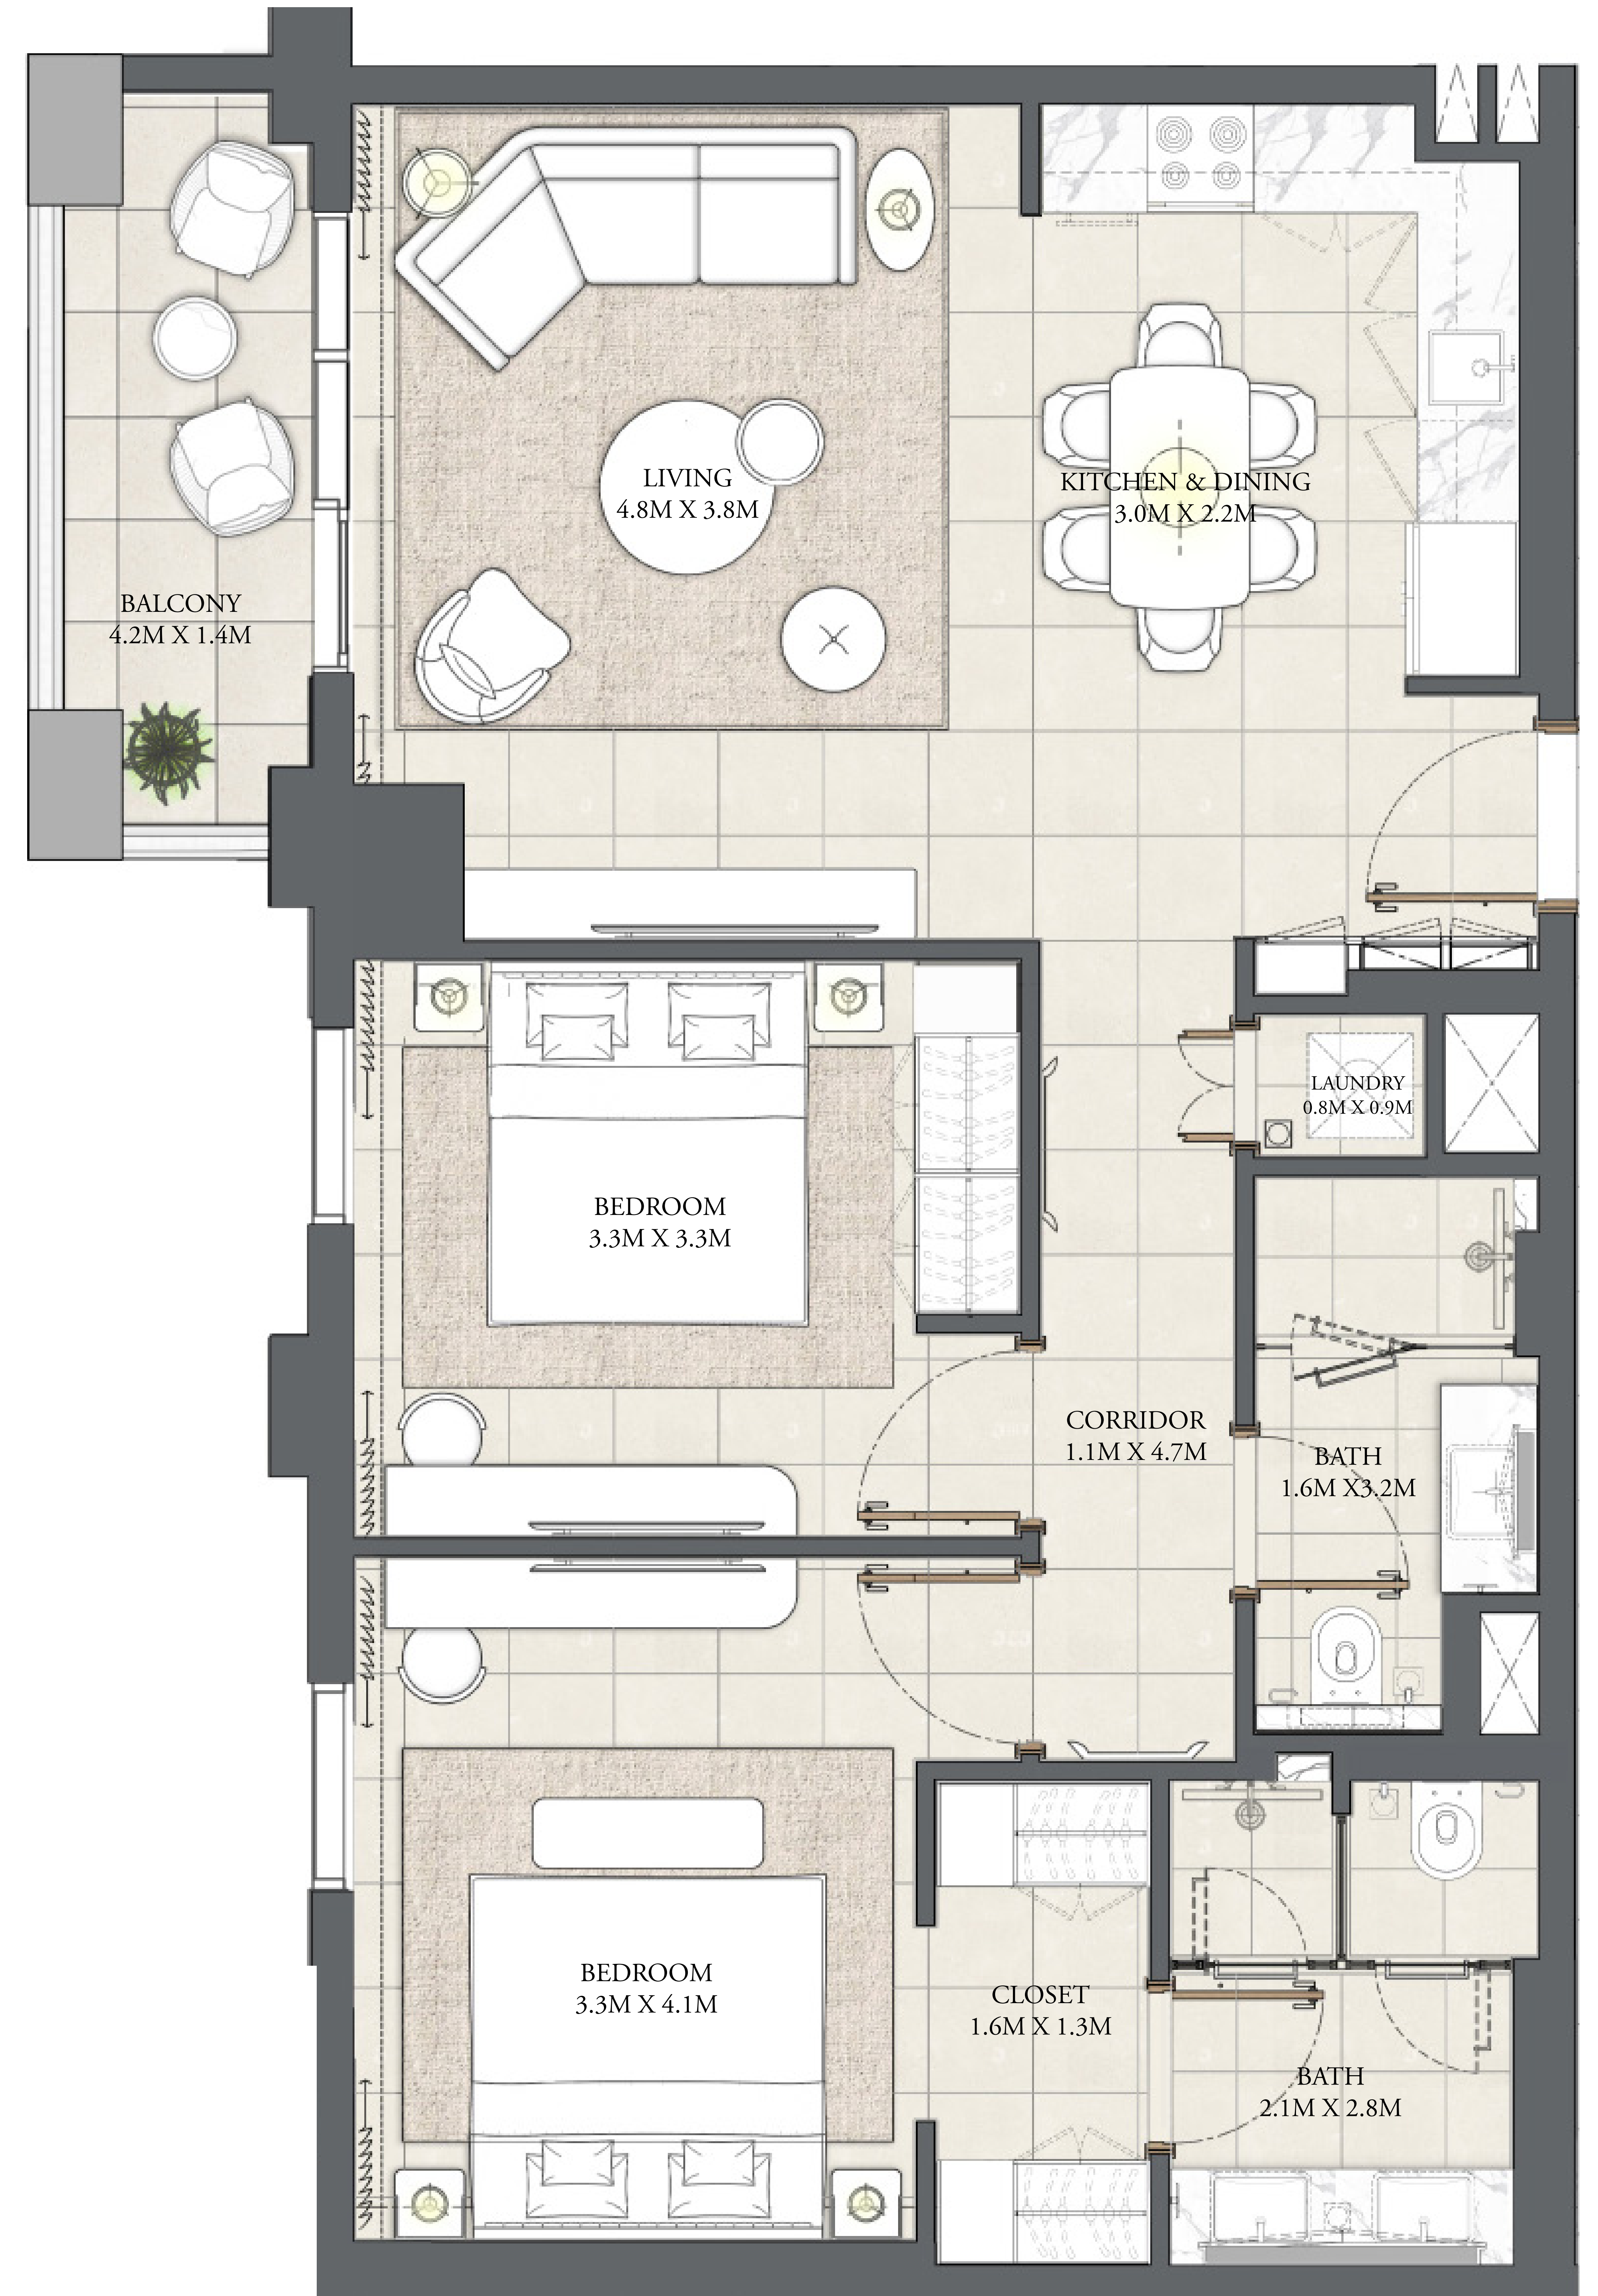 LIVING
4.8M X 3.8M
KITCHEN & DINING
3.0M X 2.2M
BALCONY
4.2M X 1.4M
LAUNDRY
0.8M X 0.9M
BEDROOM
3.3M X 3.3M
CORRIDOR
1.1M X 4.7M
BATH
1.6M X3.2M
BEDROOM
3.3M X 4.1M
CLOSET
1.6M X 1.3M
BATH
2.1M X 2.8M